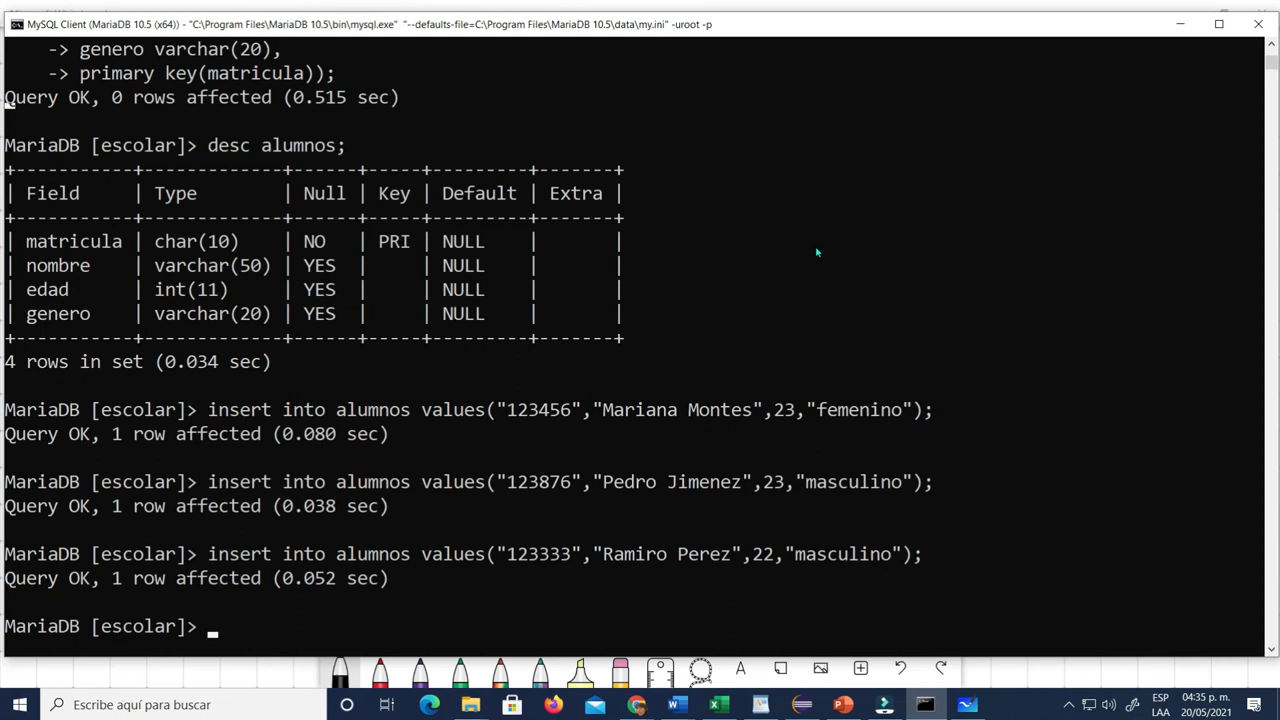 MySQL Client (MariaDB 10.5 (x64)) - "C:\Program Files\MariaDB 10.5\bin\mysql.exe" "--defaults-file=C:\Program Files\MariaDB 10.5\data\my.ini" -uroot -p
-> genero varchar(20),
-> primary key(matricula));
Query OK, 0 rows affected (0.515 sec)
MariaDB [escolar]> desc alumnos;
+-----------+-------------+------+-----+---------+-------+
| Field     | Type        | Null | Key | Default | Extra |
+-----------+-------------+------+-----+---------+-------+
| matricula | char(10)    | NO   | PRI | NULL    |       |
| nombre    | varchar(50) | YES  |     | NULL    |       |
| edad      | int(11)     | YES  |     | NULL    |       |
| genero    | varchar(20) | YES  |     | NULL    |       |
+-----------+-------------+------+-----+---------+-------+
4 rows in set (0.034 sec)
MariaDB [escolar]> insert into alumnos values("123456","Mariana Montes",23,"femenino");
Query OK, 1 row affected (0.080 sec)
MariaDB [escolar]> insert into alumnos values("123876","Pedro Jimenez",23,"masculino");
Query OK, 1 row affected (0.038 sec)
MariaDB [escolar]> insert into alumnos values("123333","Ramiro Perez",22,"masculino");
Query OK, 1 row affected (0.052 sec)
MariaDB [escolar]>
Escribe aquí para buscar
ESP 04:35 p. m.
LAA 20/05/2021